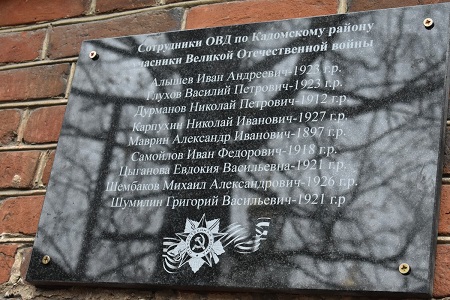 Сотрудники ОВД по Кадомскому району
участники Великой Отечественной войны
Алышев Иван Андреевич-1923 г.р.
Глухов Василий Петрович-1923 г.р.
Дурманов Николай Петрович-1912 г.р.
Карпухин Николай Иванович-1927 г.р.
Маврин Александр Иванович-1897 г.р.
Самойлов Иван Федорович-1918 г.р.
Цыганова Евдокия Васильевна-1921 г.р.
Шембаков Михаил Александрович-1926 г.р.
Шумилин Григорий Васильевич-1921 г.р